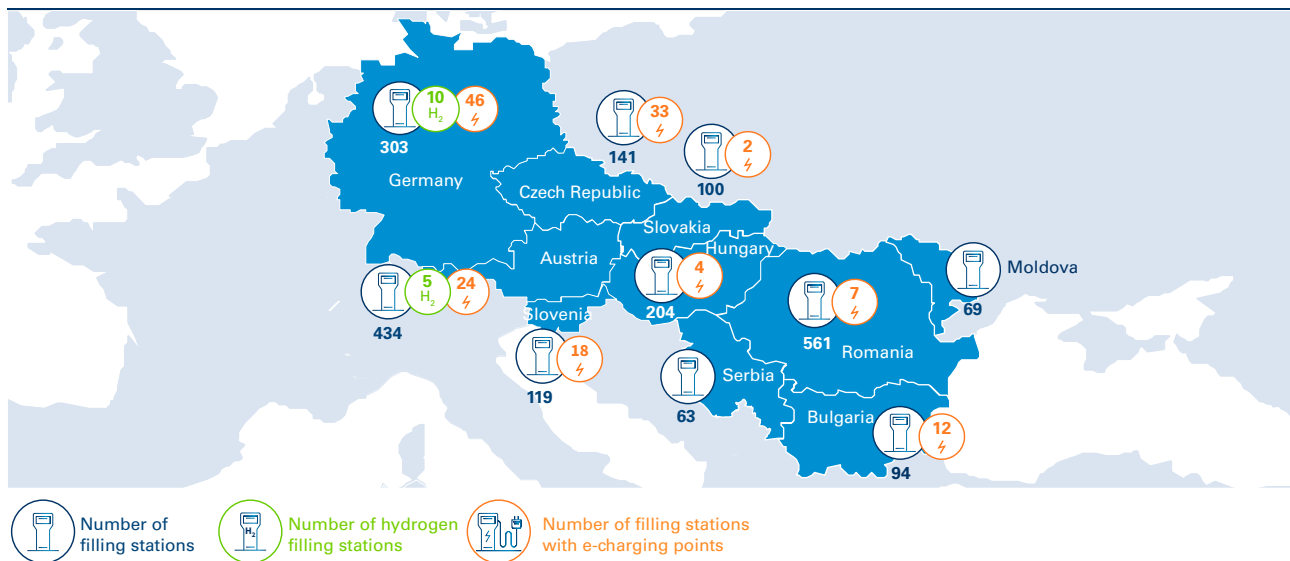 10
H₂
46
303
Germany
33
141
2
100
Czech Republic
Slovakia
Hungary
Austria
4
204
Slovenia
5
H₂
24
434
18
119
7
561
Romania
Moldova
69
Serbia
63
Bulgaria
12
94
Number of
filling stations
H₂
Number of hydrogen
filling stations
Number of filling stations
with e-charging points